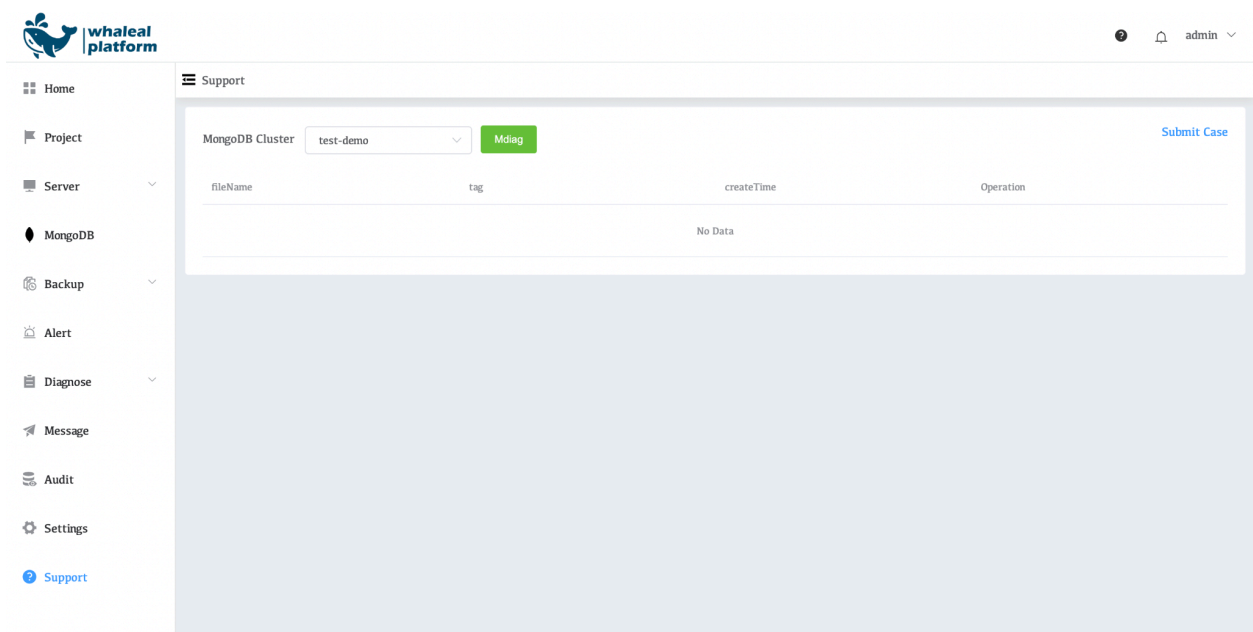 whaleal
platform
admin
Home
Project
Server
MongoDB
Backup
Alert
Diagnose
Message
Audit
Settings
Support
Support
MongoDB Cluster test-demo Mdiag Submit Case
fileName tag createTime Operation
No Data